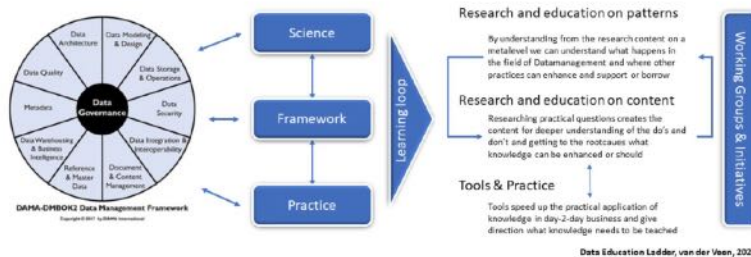 Data
Architecture
Data Modeling
& Design
Data Storage
& Operations
Data
Security
Data Integration &
Interoperability
Document
& Content
Management
Reference
& Master
Data
Data Warehousing
& Business
Intelligence
Metadata
Data Quality
Data
Governance
DAMA-DMBOK2 Data Management Framework
Copyright © 2017 by DAMA International
Science
Framework
Practice
Learning loop
Research and education on patterns
By understanding from the research content on a
metalevel we can understand what happens in
the field of Datamanagement and where other
practices can enhance and support or borrow
Research and education on content
Researching practical questions creates the
content for deeper understanding of the do's and
don't and getting to the rootcaues what
knowledge can be enhanced or should
Tools & Practice
Tools speed up the practical application of
knowledge in day-2-day business and give
direction what knowledge needs to be teached
Working Groups & Initiatives
Data Education Ladder, van der Veen, 202